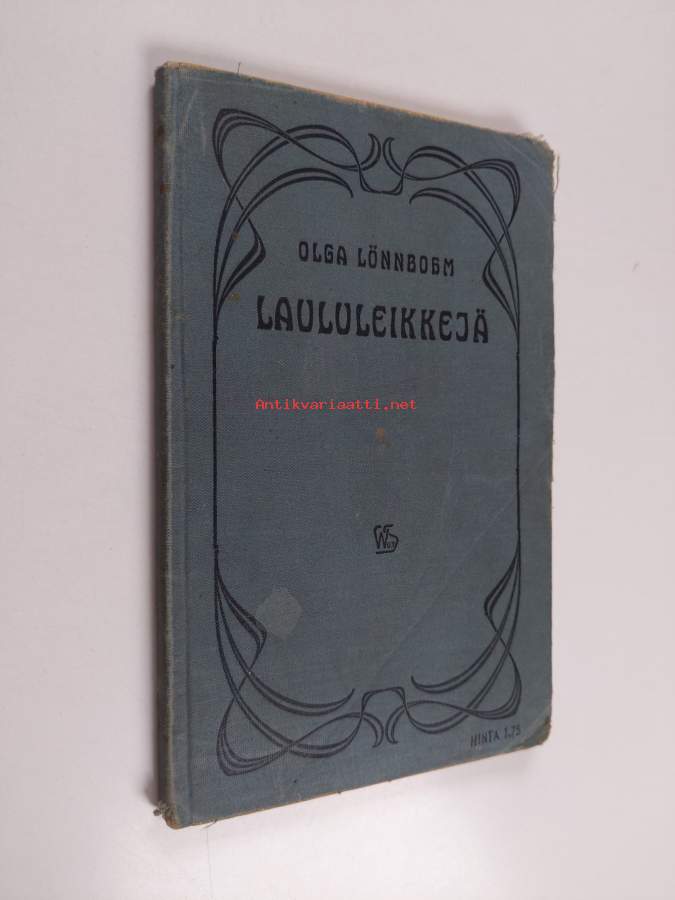 OLGA LÖNNBOHM
LAULULEIKKEJÄ
Antikvariaatti.net
HINTA 1.75